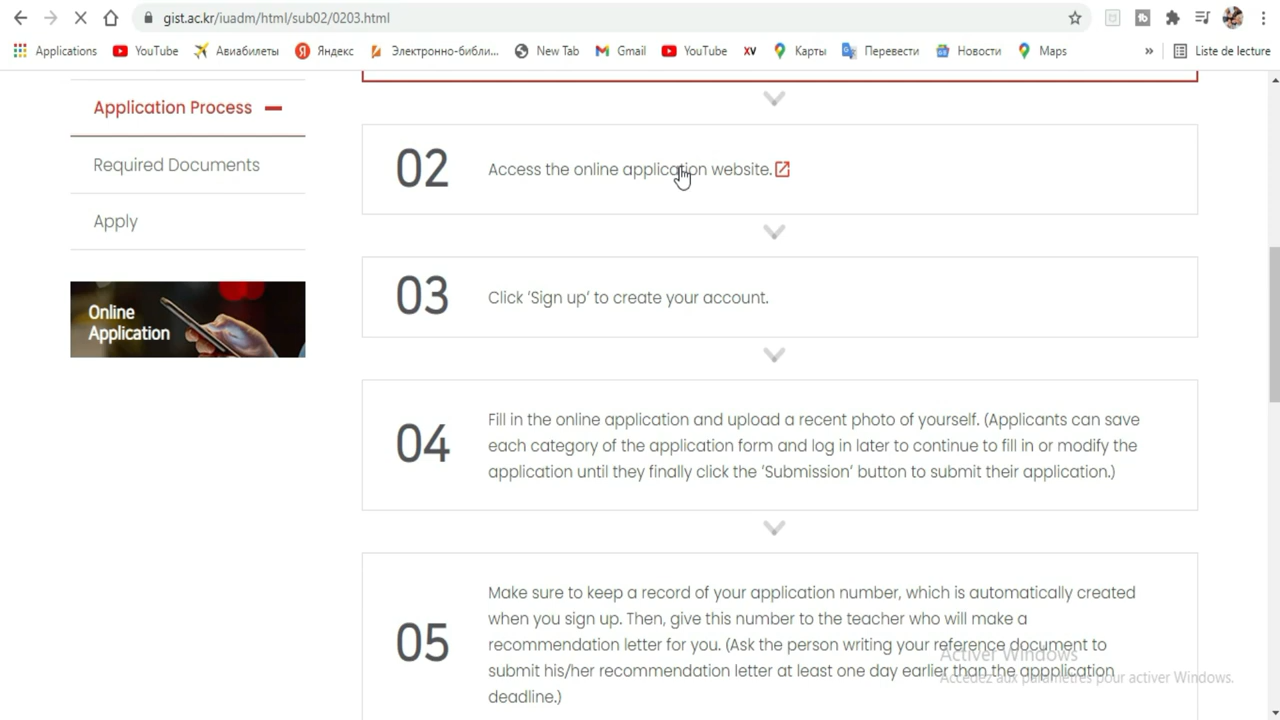 gist.ac.kr/iuadm/html/sub02/0203.html
Applications YouTube Авиабилеты Яндекс Электронно-библи... New Tab Gmail YouTube XV Карты Перевести Новости Maps » Liste de lecture
Application Process
Required Documents
Apply
Online
Application
02
Access the online application website.
03
Click ‘Sign up’ to create your account.
04
Fill in the online application and upload a recent photo of yourself. (Applicants can save
each category of the application form and log in later to continue to fill in or modify the
application until they finally click the ‘Submission’ button to submit their application.)
05
Make sure to keep a record of your application number, which is automatically created
when you sign up. Then, give this number to the teacher who will make a
recommendation letter for you. (Ask the person writing your reference document to
submit his/her recommendation letter at least one day earlier than the appplication
deadline.)
Activer Windows
Accédez aux paramètres pour activer Windows.